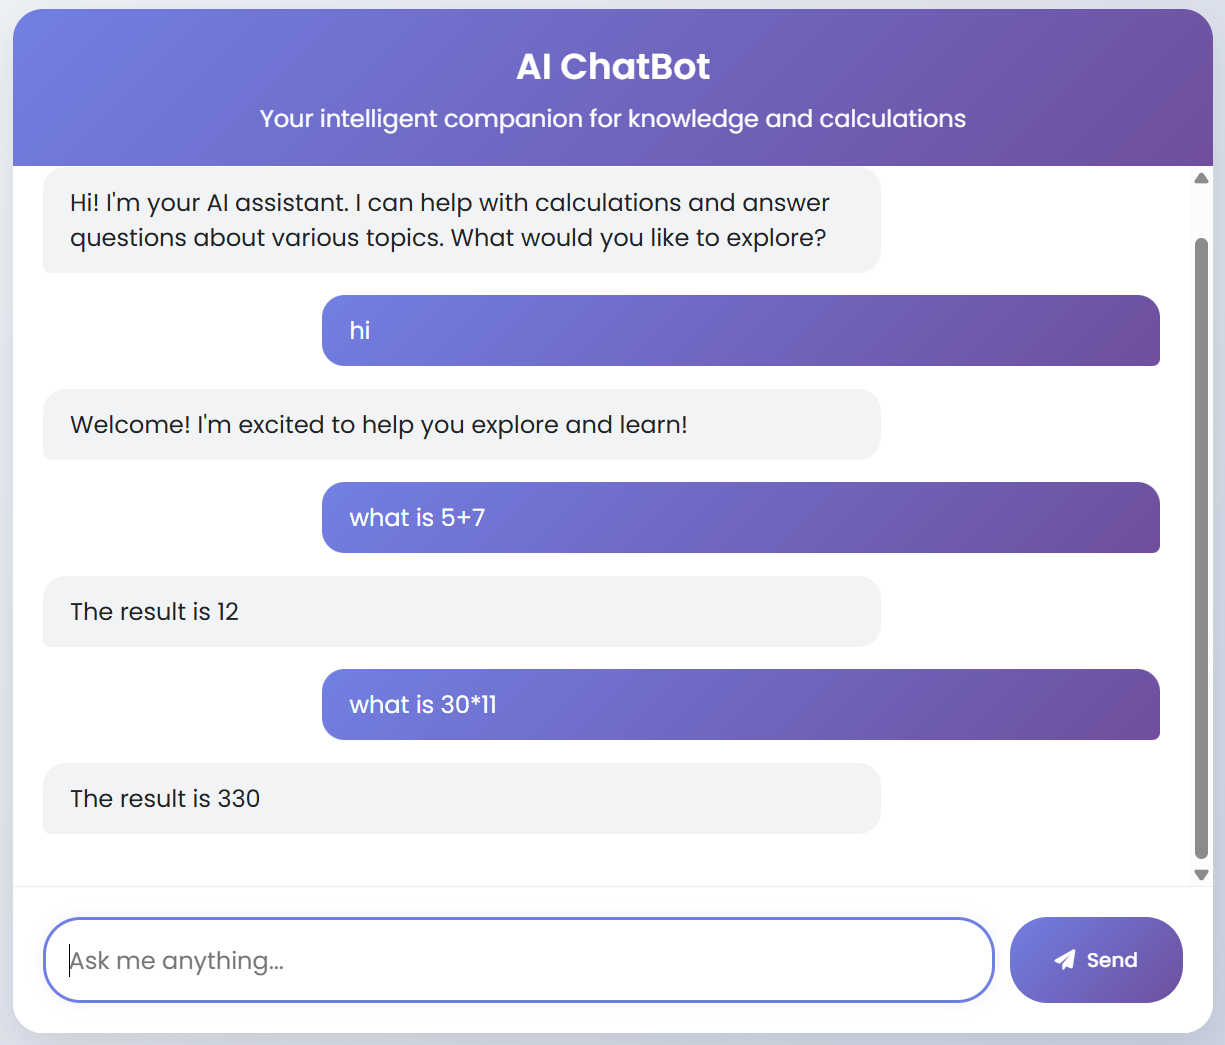 AI ChatBot
Your intelligent companion for knowledge and calculations
Hi! I'm your AI assistant. I can help with calculations and answer
questions about various topics. What would you like to explore?
hi
Welcome! I'm excited to help you explore and learn!
what is 5+7
The result is 12
what is 30*11
The result is 330
Ask me anything...
Send